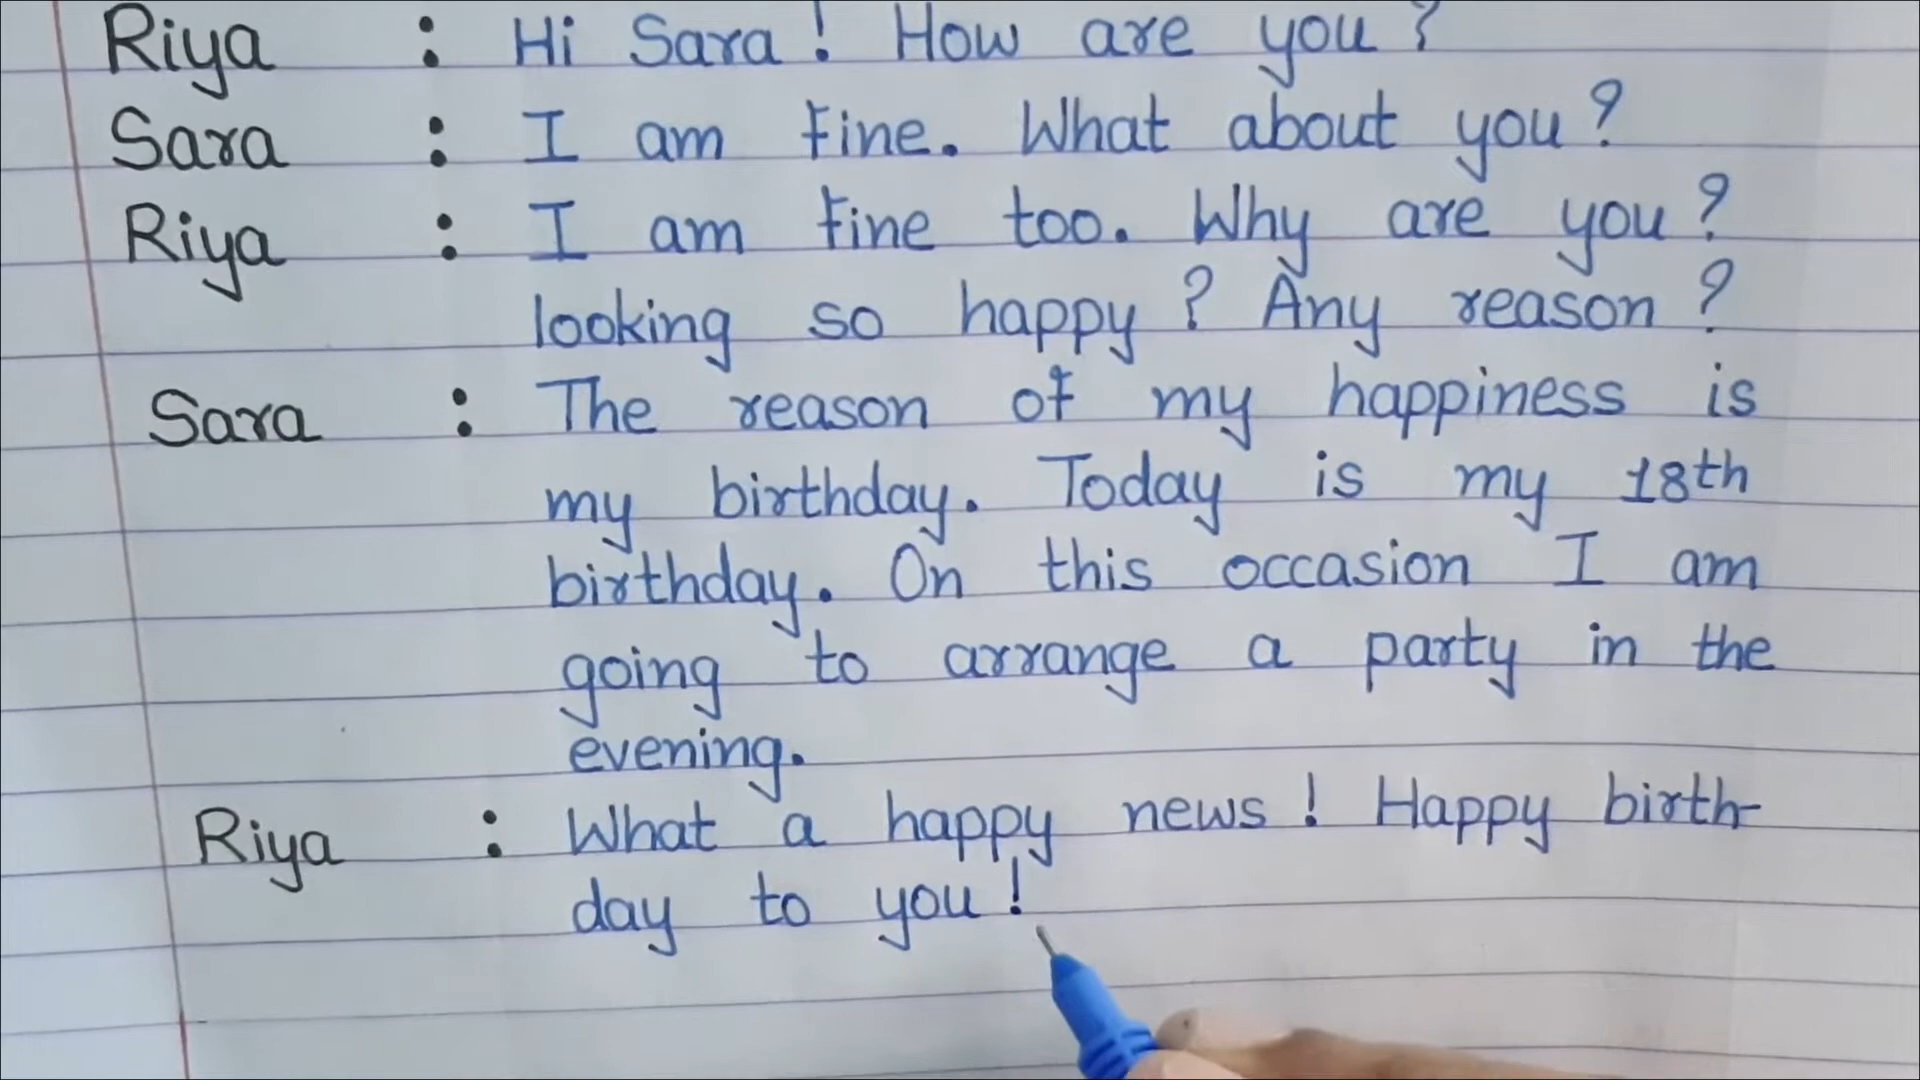 Riya : Hi Sara! How are you?
Sara : I am fine. What about you?
Riya : I am fine too. Why are you?
looking so happy? Any reason?
Sara : The reason of my happiness is
my birthday. Today is my 18th
birthday. On this occasion I am
going to arrange a party in the
evening.
Riya : What a happy news! Happy birth-
day to you!